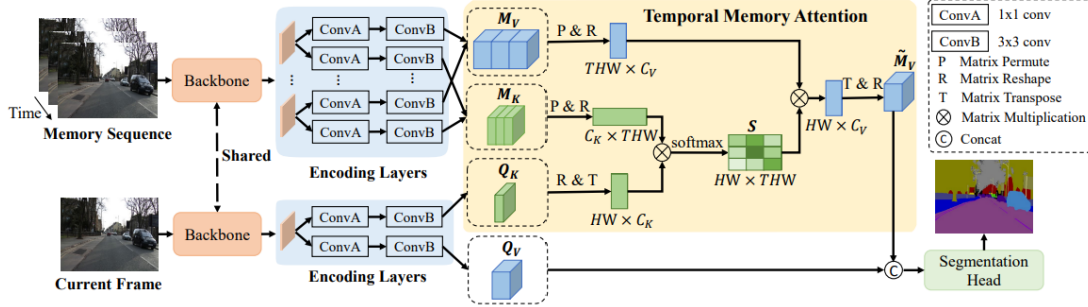 Temporal Memory Attention
Time
Memory Sequence
Backbone
ConvA
ConvB
ConvA
ConvB
ConvA
ConvB
ConvA
ConvB
Encoding Layers
Shared
Current Frame
Backbone
ConvA
ConvB
ConvA
ConvB
Encoding Layers
M_V
P & R
THW × C_V
M_K
P & R
C_K × THW
Q_K
R & T
HW × C_K
softmax
S
HW × THW
HW × C_V
T & R
M̃_V
Q_V
C
Segmentation
Head
ConvA 1x1 conv
ConvB 3x3 conv
P Matrix Permute
R Matrix Reshape
T Matrix Transpose
⊗ Matrix Multiplication
© Concat